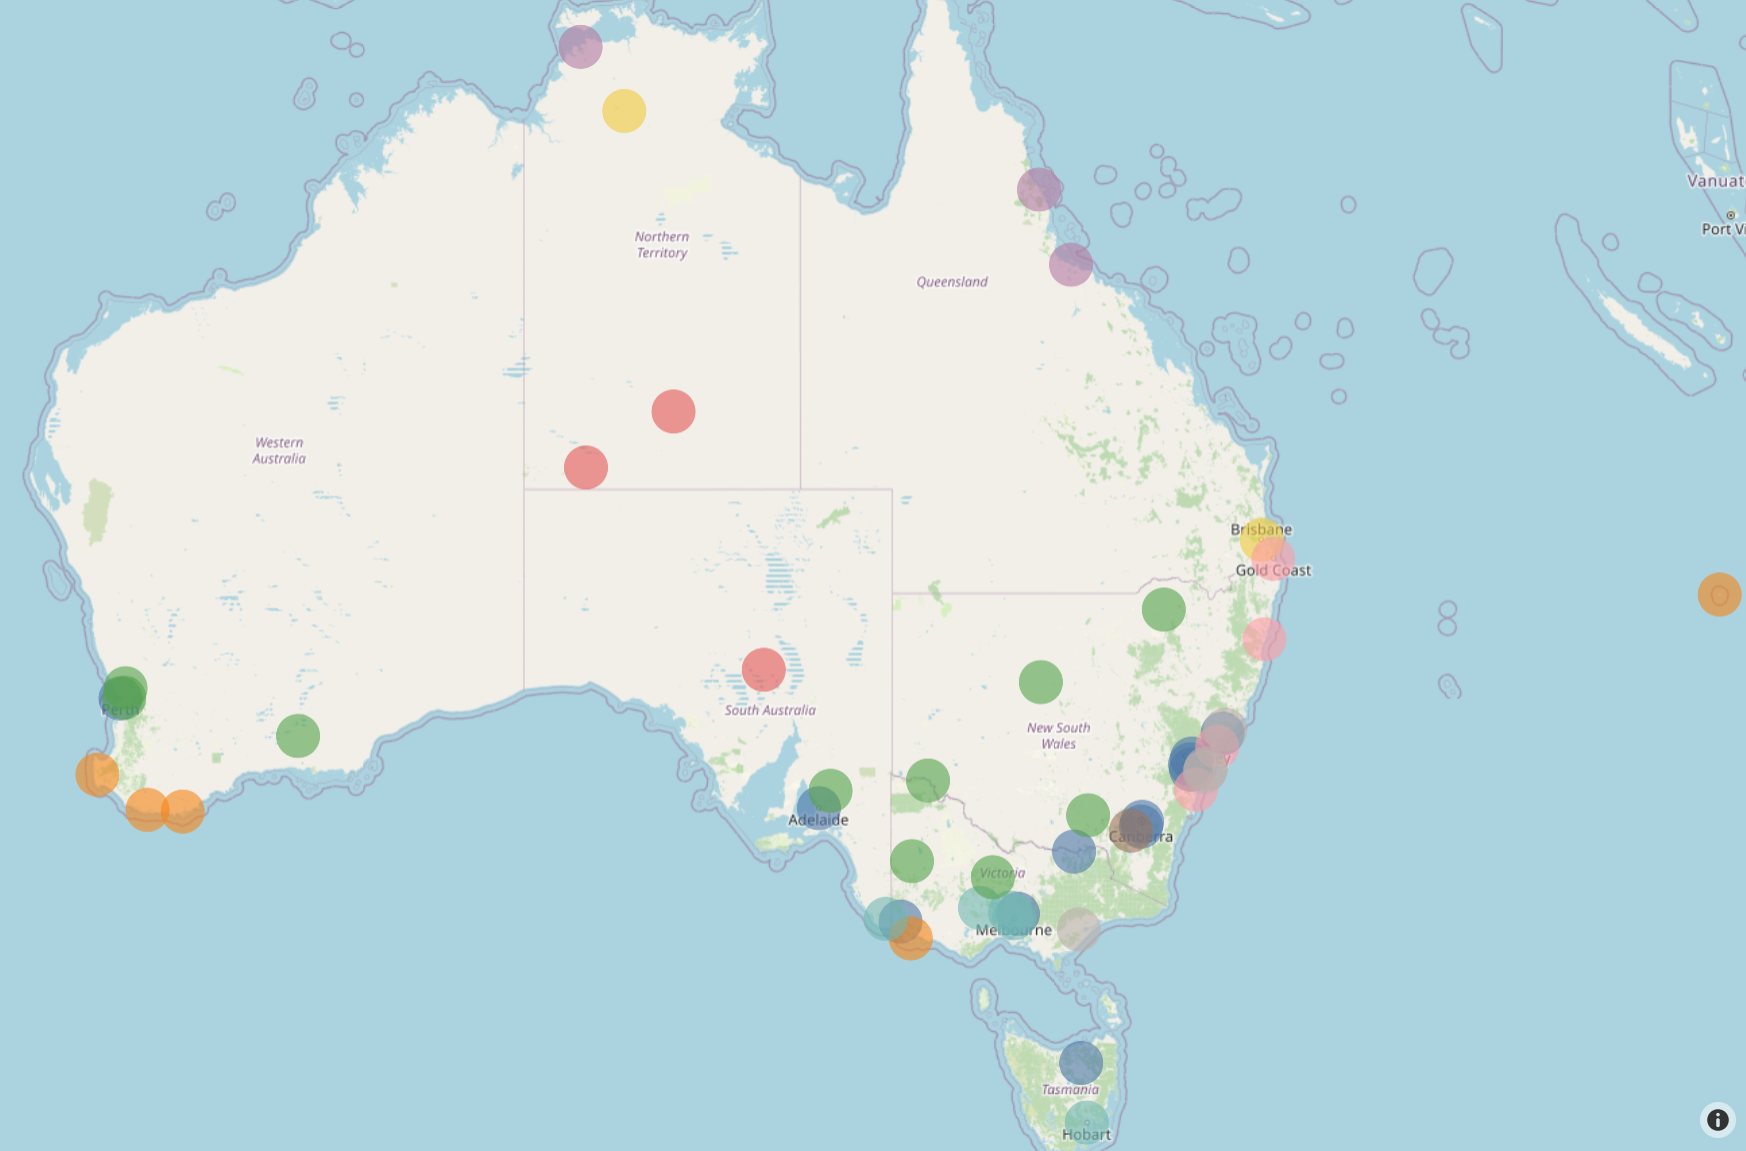 Vanuat
Port Vi
Northern
Territory
Queensland
Western
Australia
Brisbane
Gold Coast
Perth
South Australia
New South
Wales
Adelaide
Canberra
Victoria
Melbourne
Tasmania
Hobart